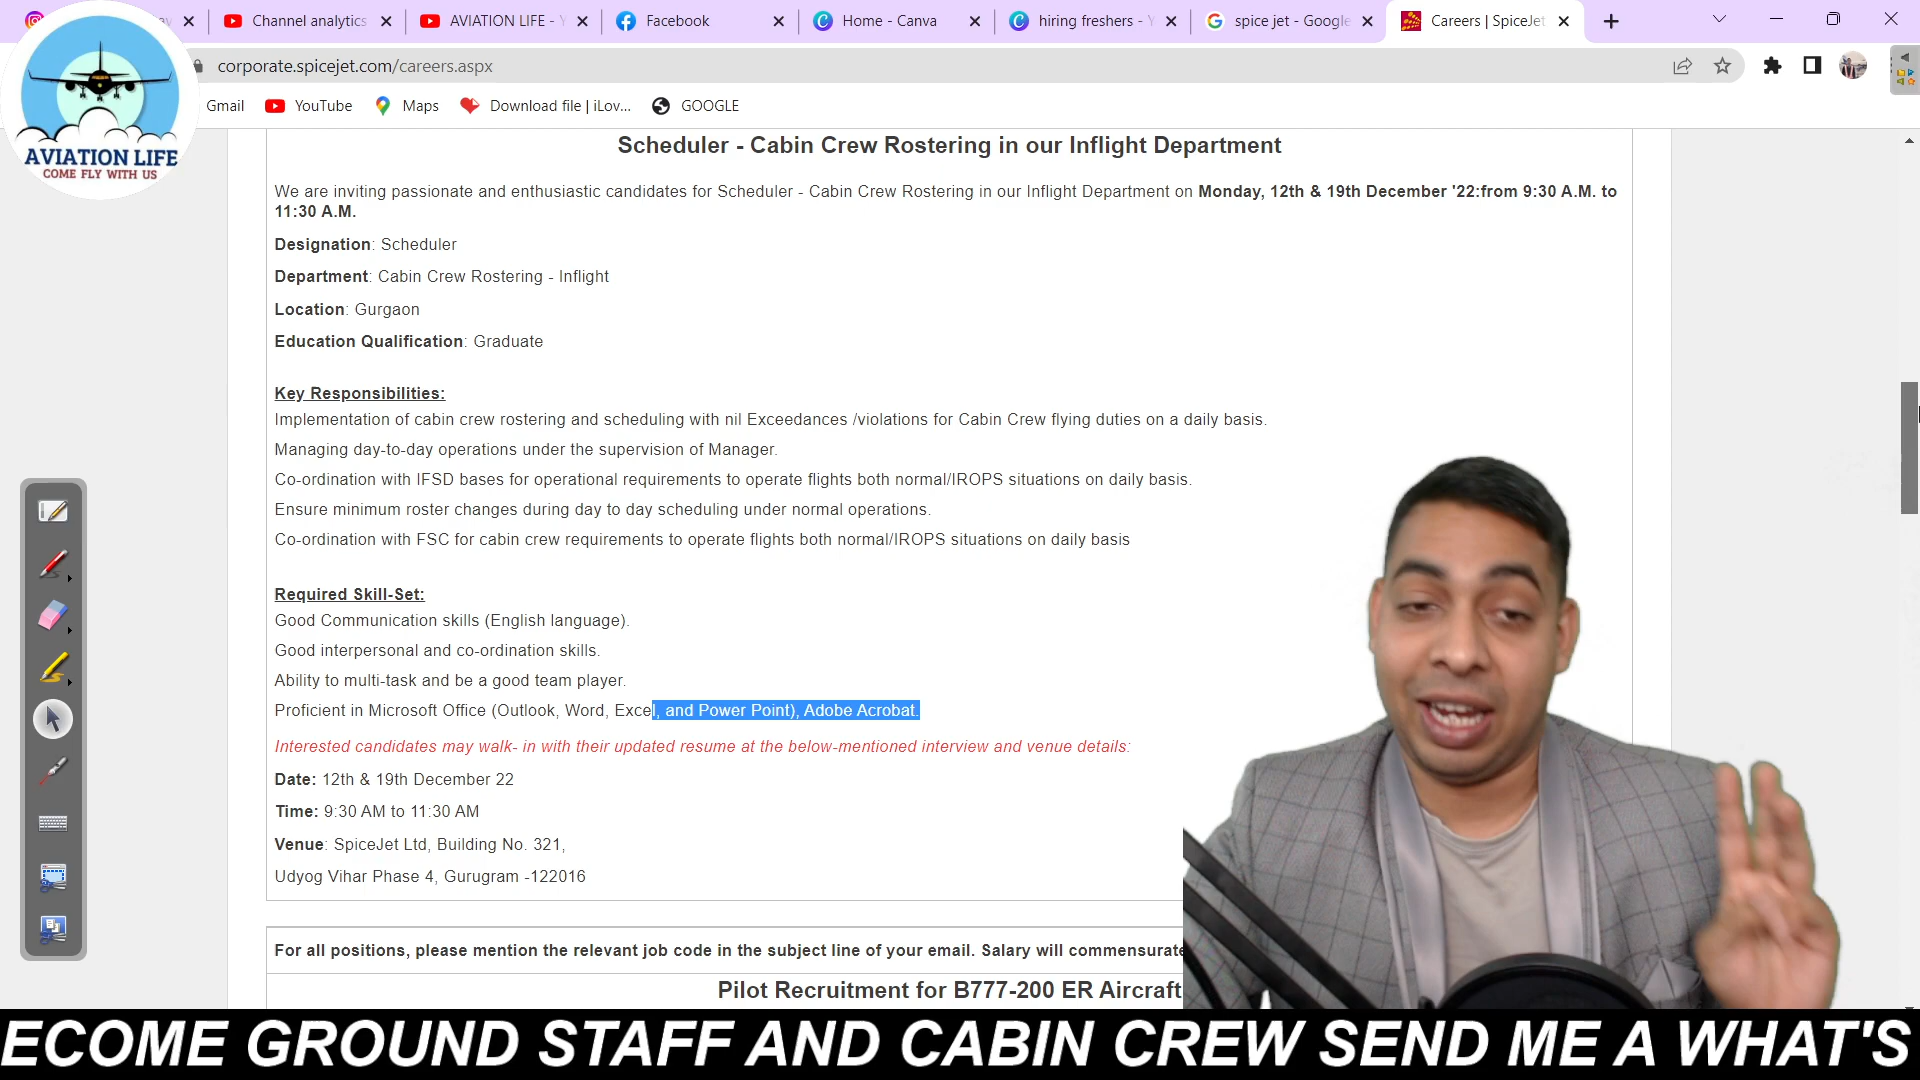 Channel analytics
AVIATION LIFE -
Facebook
Home - Canva
hiring freshers -
spice jet - Google
Careers | SpiceJet
corporate.spicejet.com/careers.aspx
Gmail
YouTube
Maps
Download file | iLov...
GOOGLE
AVIATION LIFE
COME FLY WITH US
Scheduler - Cabin Crew Rostering in our Inflight Department
We are inviting passionate and enthusiastic candidates for Scheduler - Cabin Crew Rostering in our Inflight Department on Monday, 12th & 19th December '22:from 9:30 A.M. to
11:30 A.M.
Designation: Scheduler
Department: Cabin Crew Rostering - Inflight
Location: Gurgaon
Education Qualification: Graduate
Key Responsibilities:
Implementation of cabin crew rostering and scheduling with nil Exceedances /violations for Cabin Crew flying duties on a daily basis.
Managing day-to-day operations under the supervision of Manager.
Co-ordination with IFSD bases for operational requirements to operate flights both normal/IROPS situations on daily basis.
Ensure minimum roster changes during day to day scheduling under normal operations.
Co-ordination with FSC for cabin crew requirements to operate flights both normal/IROPS situations on daily basis
Required Skill-Set:
Good Communication skills (English language).
Good interpersonal and co-ordination skills.
Ability to multi-task and be a good team player.
Proficient in Microsoft Office (Outlook, Word, Excel, and Power Point), Adobe Acrobat.
Interested candidates may walk- in with their updated resume at the below-mentioned interview and venue details:
Date: 12th & 19th December 22
Time: 9:30 AM to 11:30 AM
Venue: SpiceJet Ltd, Building No. 321,
Udyog Vihar Phase 4, Gurugram -122016
For all positions, please mention the relevant job code in the subject line of your email. Salary will commensurate
Pilot Recruitment for B777-200 ER Aircraft
ECOME GROUND STAFF AND CABIN CREW SEND ME A WHAT'S